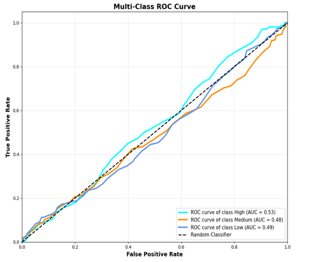 Multi-Class ROC Curve
True Positive Rate
1.0
0.8
0.6
0.4
0.2
0.0
ROC curve of class High (AUC = 0.53)
ROC curve of class Medium (AUC = 0.48)
ROC curve of class Low (AUC = 0.49)
Random Classifier
0.0 0.2 0.4 0.6 0.8 1.0
False Positive Rate